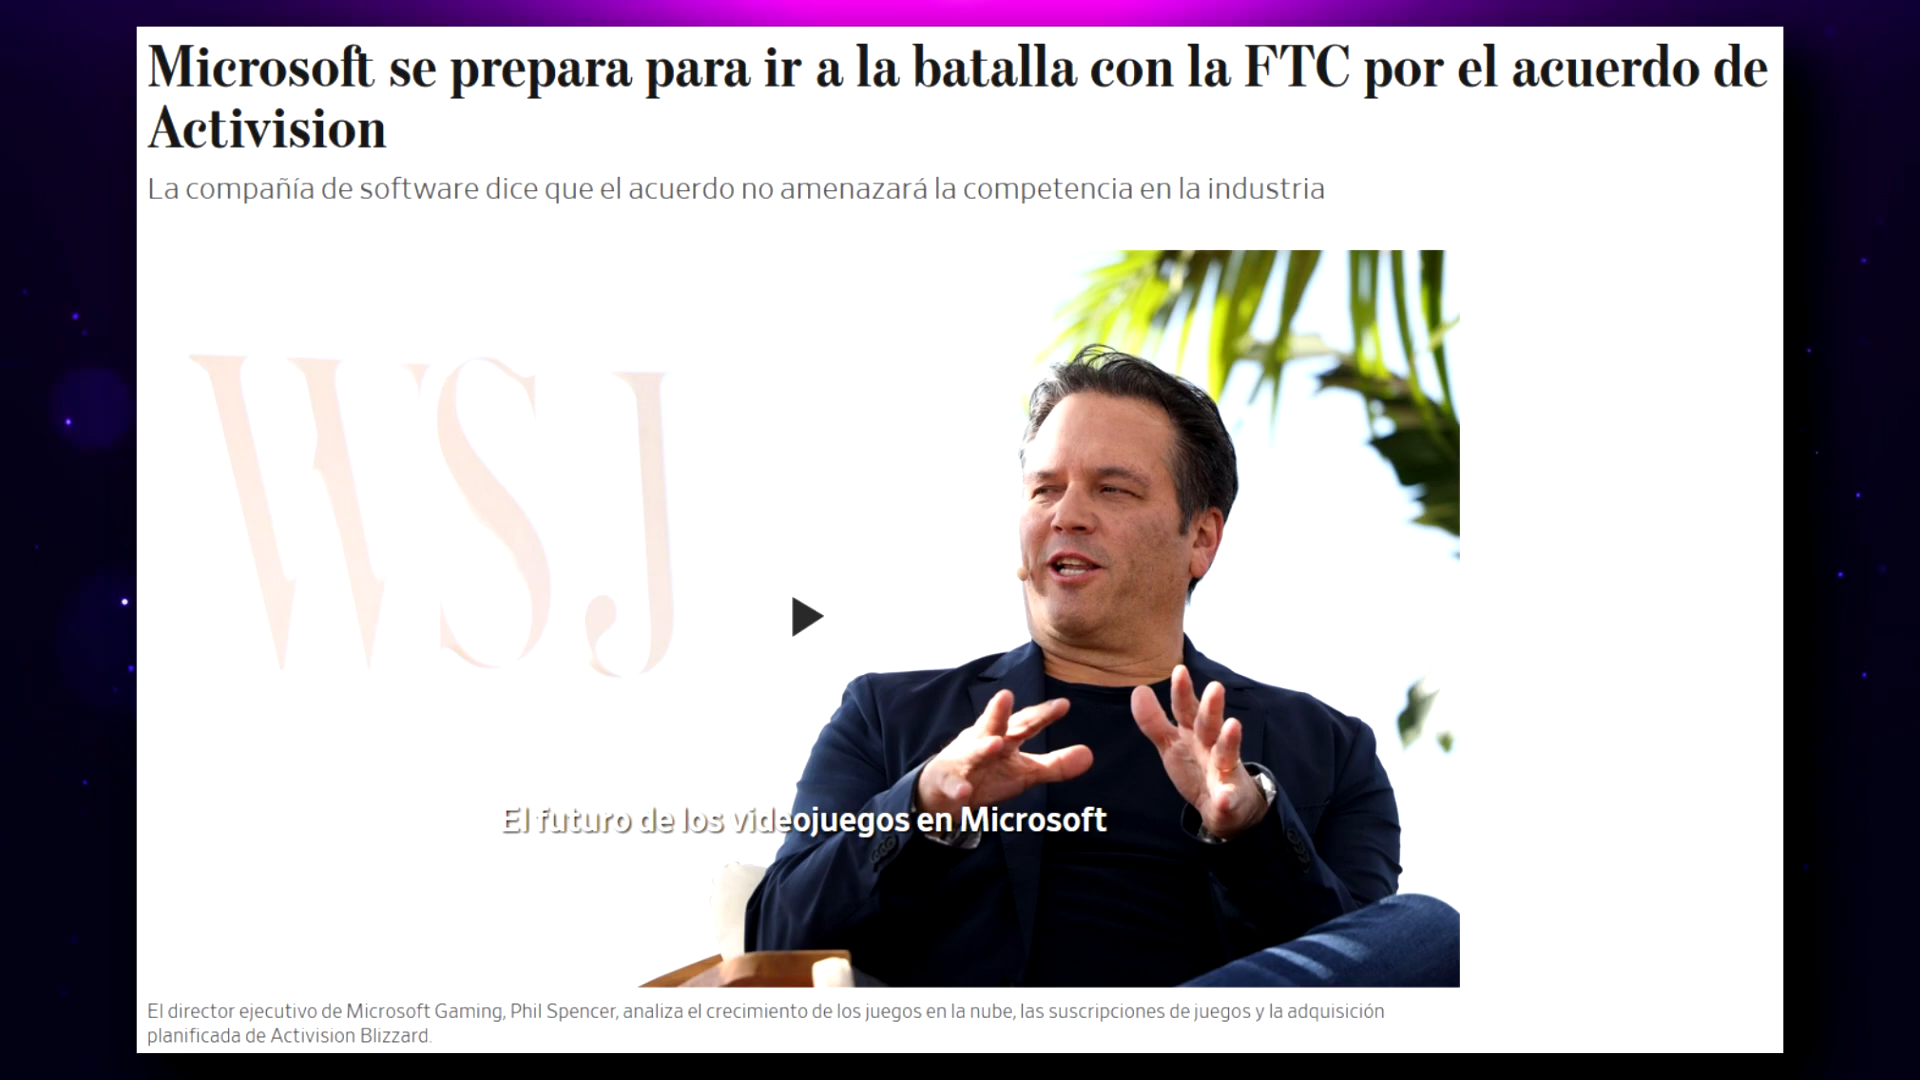 Microsoft se prepara para ir a la batalla con la FTC por el acuerdo de
Activision
La compañía de software dice que el acuerdo no amenazará la competencia en la industria
WSJ
El futuro de los videojuegos en Microsoft
El director ejecutivo de Microsoft Gaming, Phil Spencer, analiza el crecimiento de los juegos en la nube, las suscripciones de juegos y la adquisición
planificada de Activision Blizzard.